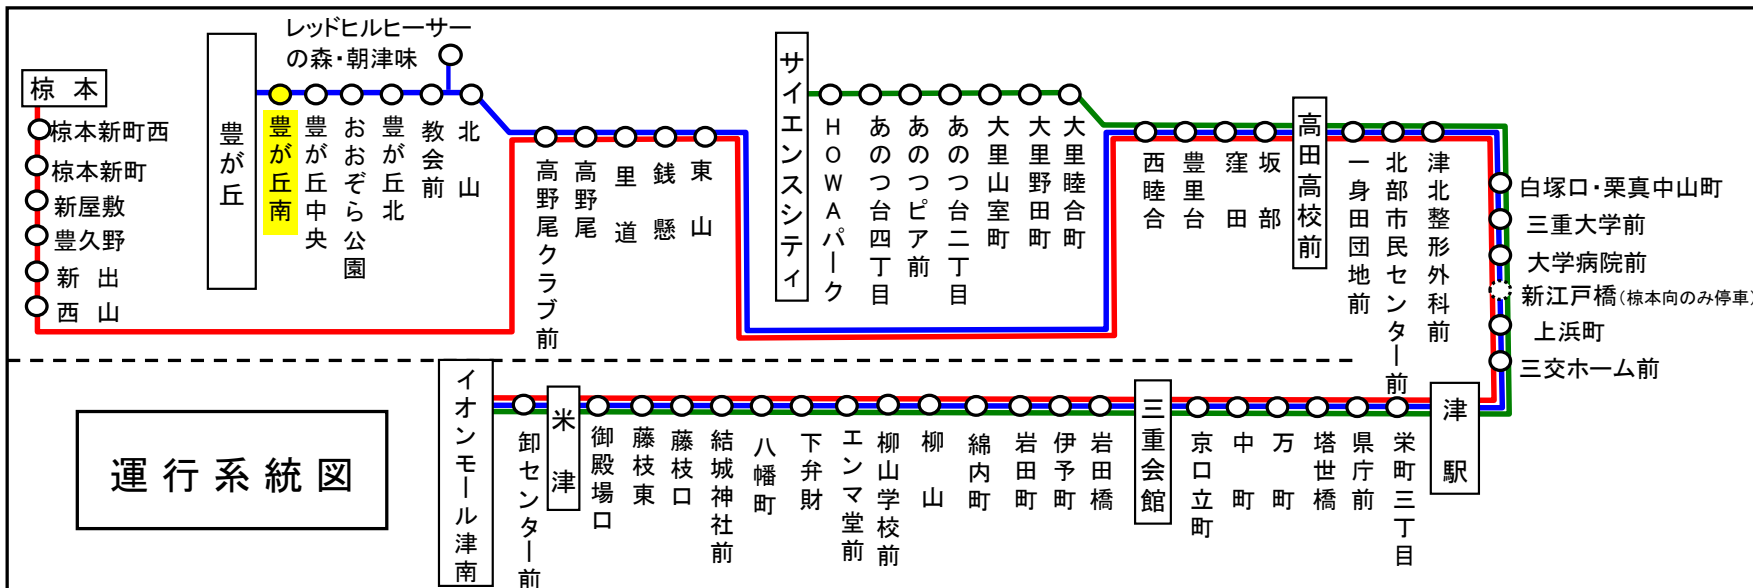 レッドヒルヒーサー
の森・朝津味
椋本
椋本新町西
椋本新町
新屋敷
豊久野
新出
西山
豊が丘
豊が丘南
豊が丘中央
おおぞら公園
豊が丘北
教会前
北山
高野尾クラブ前
高野尾
里道
銭懸
東山
サイエンスシティ
HOWAパーク
あのつ台四丁目
あのつピア前
あのつ台二丁目
大里山室町
大里野田町
大里睦合町
西睦合
豊里台
窪田
坂部
高田高校前
一身田団地前
北部市民センター前
津北整形外科前
白塚口・栗真中山町
三重大学前
大学病院前
新江戸橋(椋本向のみ停車)
上浜町
三交ホーム前
運行系統図
イオンモール津南
卸センター前
米津
御殿場口
藤枝東
藤枝口
結城神社前
八幡町
下弁財
エンマ堂前
柳山学校前
柳山
綿内町
岩田町
伊予町
岩田橋
三重会館
京口立町
中町
万町
塔世橋
県庁前
栄町三丁目
津駅